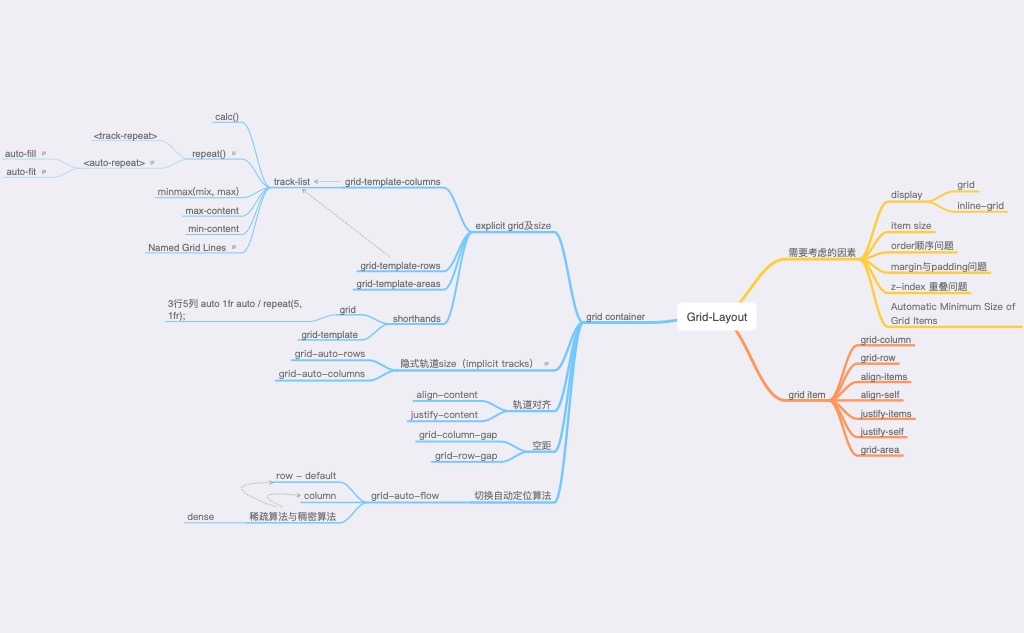 Grid-Layout
grid container
explicit grid及size
grid-template-columns
track-list
calc()
repeat()
<track-repeat>
<auto-repeat>
auto-fill
auto-fit
minmax(mix, max)
max-content
min-content
Named Grid Lines
grid-template-rows
grid-template-areas
shorthands
grid
3行5列 auto 1fr auto / repeat(5,
1fr);
grid-template
隐式轨道size（implicit tracks）
grid-auto-rows
grid-auto-columns
轨道对齐
align-content
justify-content
空距
grid-column-gap
grid-row-gap
切换自动定位算法
grid-auto-flow
row - default
column
稀疏算法与稠密算法
dense
需要考虑的因素
display
grid
inline-grid
item size
order顺序问题
margin与padding问题
z-index 重叠问题
Automatic Minimum Size of
Grid Items
grid item
grid-column
grid-row
align-items
align-self
justify-items
justify-self
grid-area